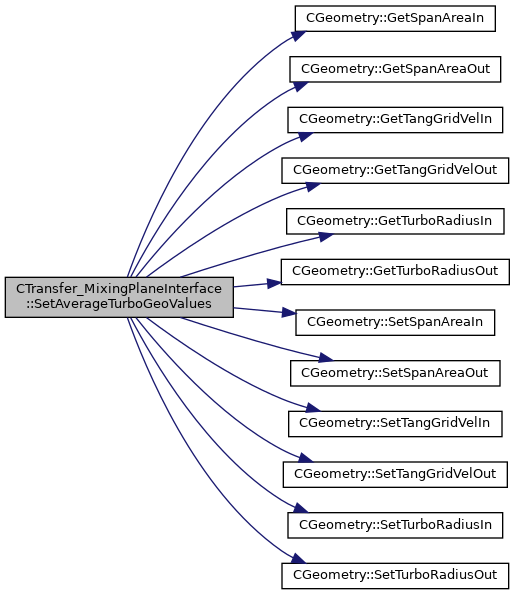 CGeometry::GetSpanAreaIn
CGeometry::GetSpanAreaOut
CGeometry::GetTangGridVelIn
CGeometry::GetTangGridVelOut
CGeometry::GetTurboRadiusIn
CGeometry::GetTurboRadiusOut
CTransfer_MixingPlaneInterface
::SetAverageTurboGeoValues
CGeometry::SetSpanAreaIn
CGeometry::SetSpanAreaOut
CGeometry::SetTangGridVelIn
CGeometry::SetTangGridVelOut
CGeometry::SetTurboRadiusIn
CGeometry::SetTurboRadiusOut